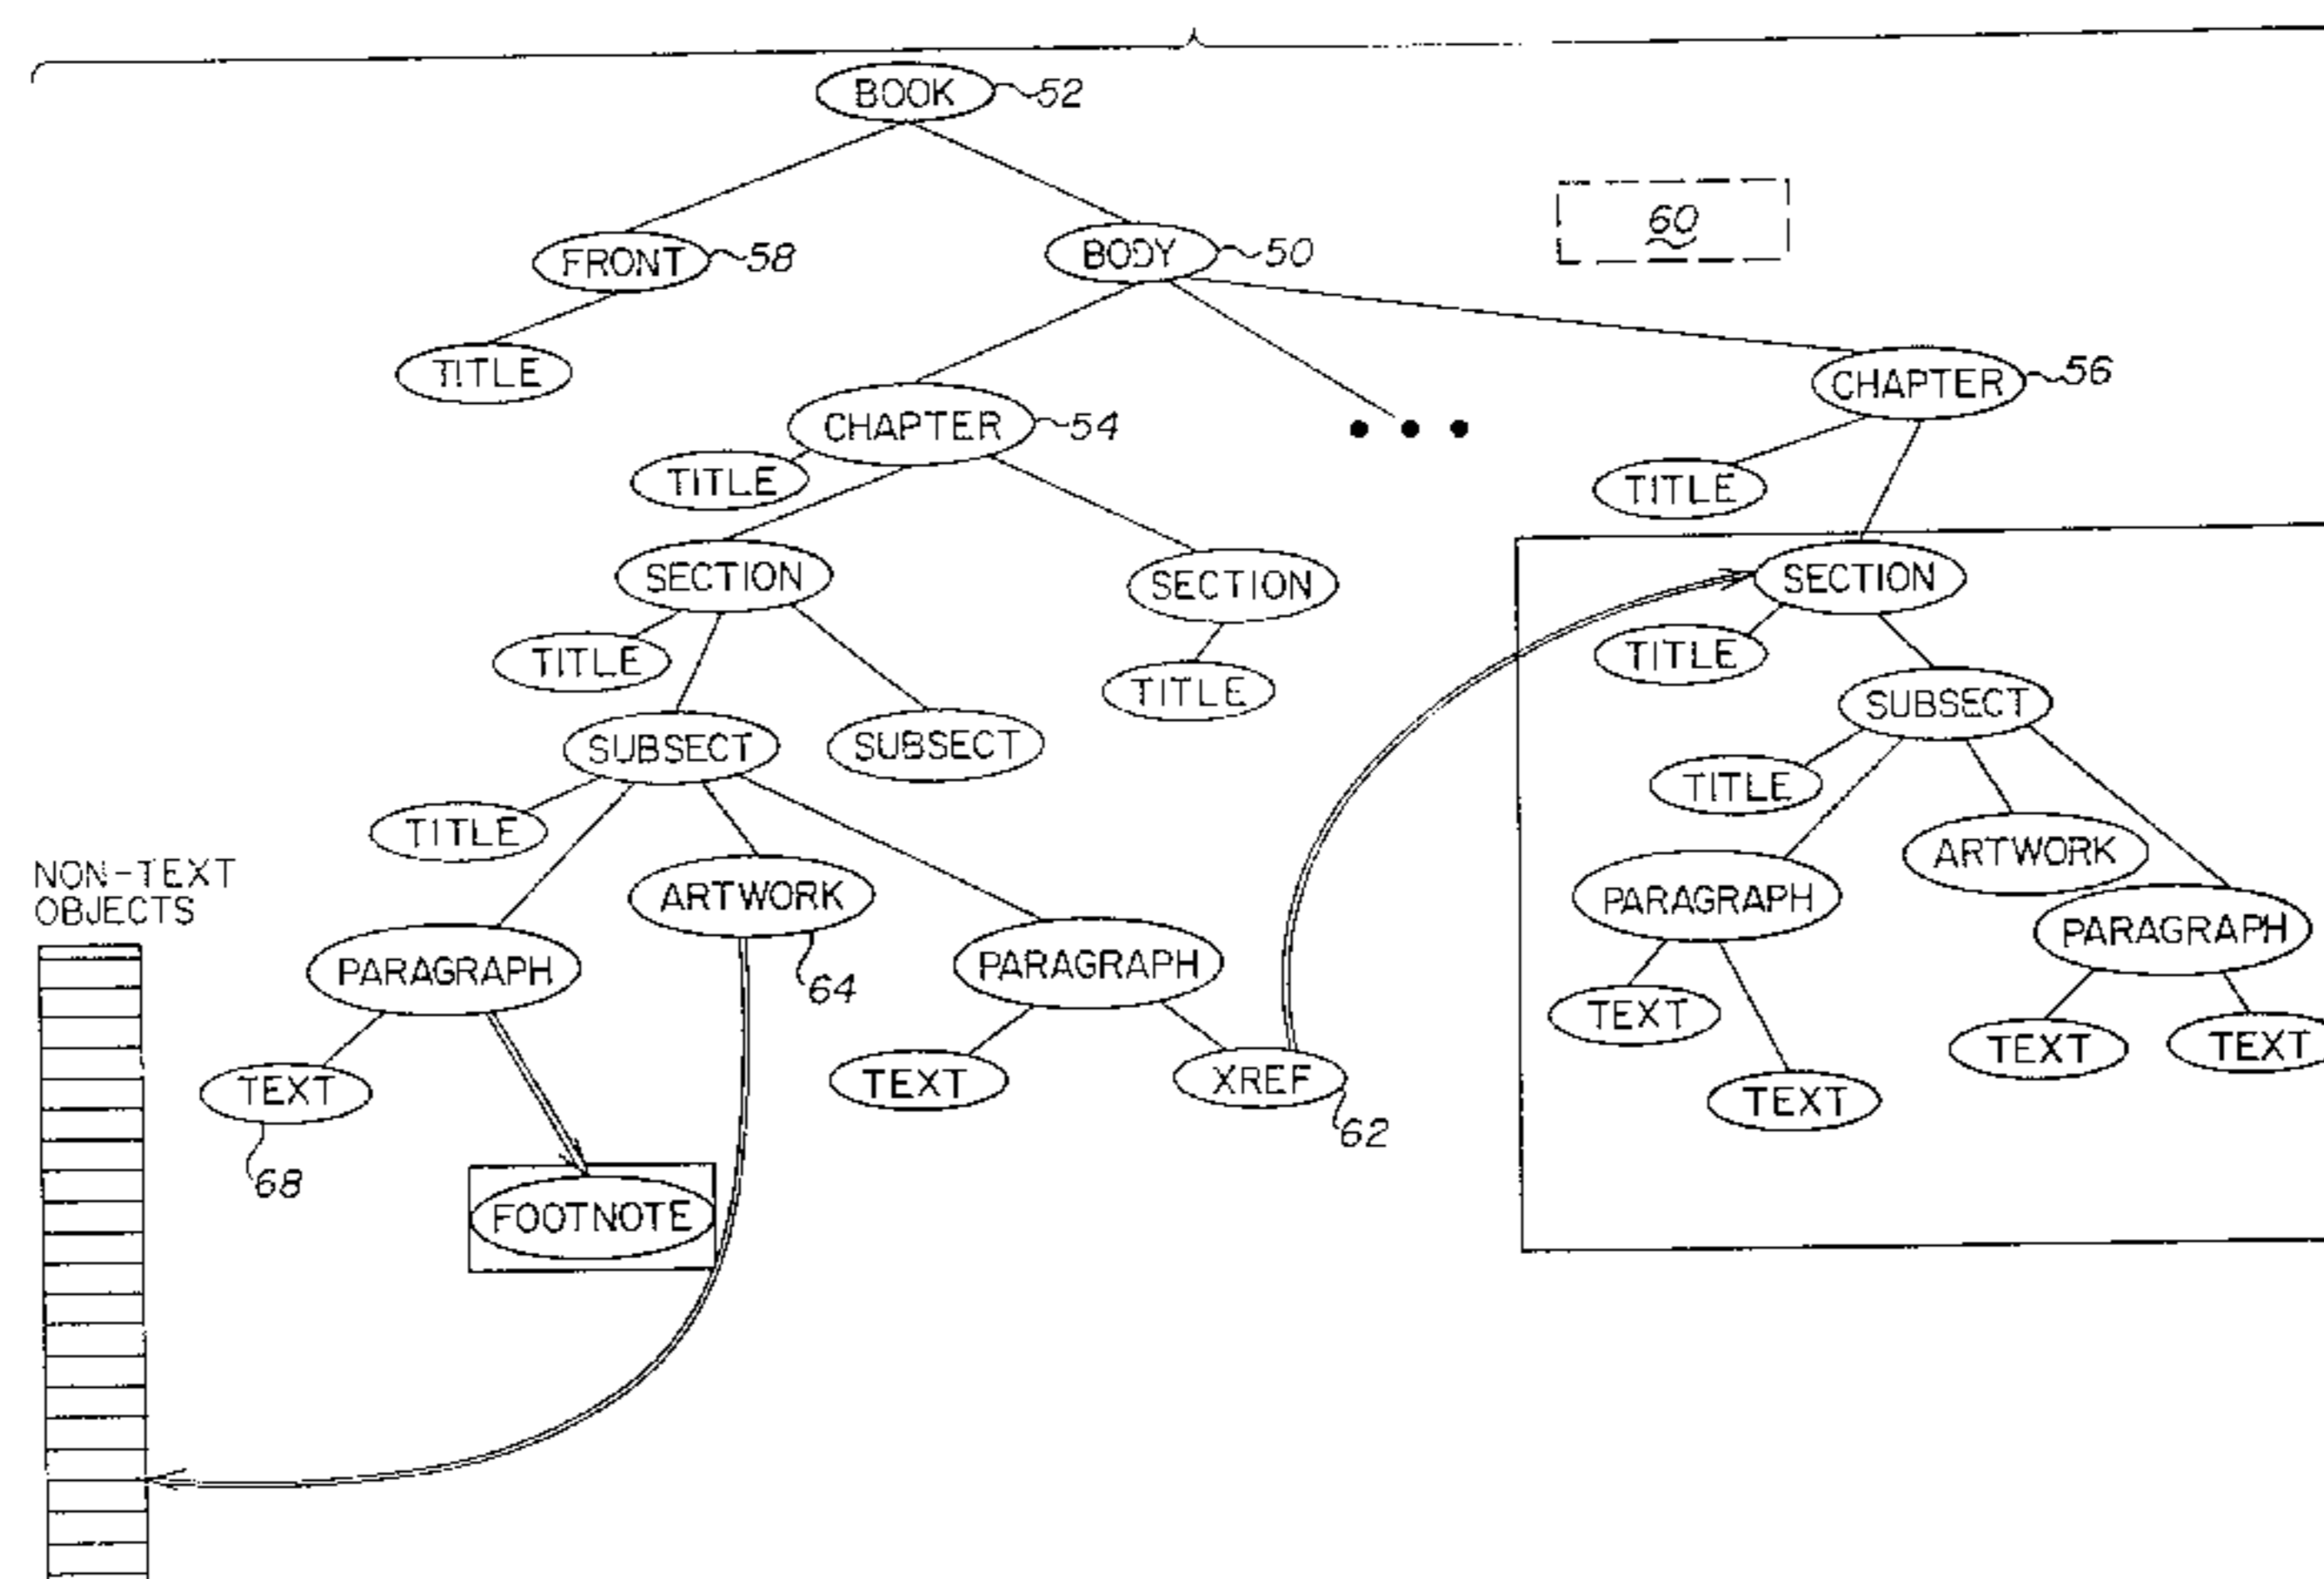 BOOK 52
60
FRONT 58
BODY 50
TITLE
CHAPTER 56
CHAPTER 54
TITLE
TITLE
SECTION
SECTION
SECTION
TITLE
TITLE
TITLE
SUBSECT
SUBSECT
SUBSECT
TITLE
TITLE
NON-TEXT
OBJECTS
ARTWORK
ARTWORK
PARAGRAPH
PARAGRAPH
PARAGRAPH
PARAGRAPH
64
TEXT
TEXT
TEXT
TEXT
TEXT
XREF
TEXT
62
68
FOOTNOTE